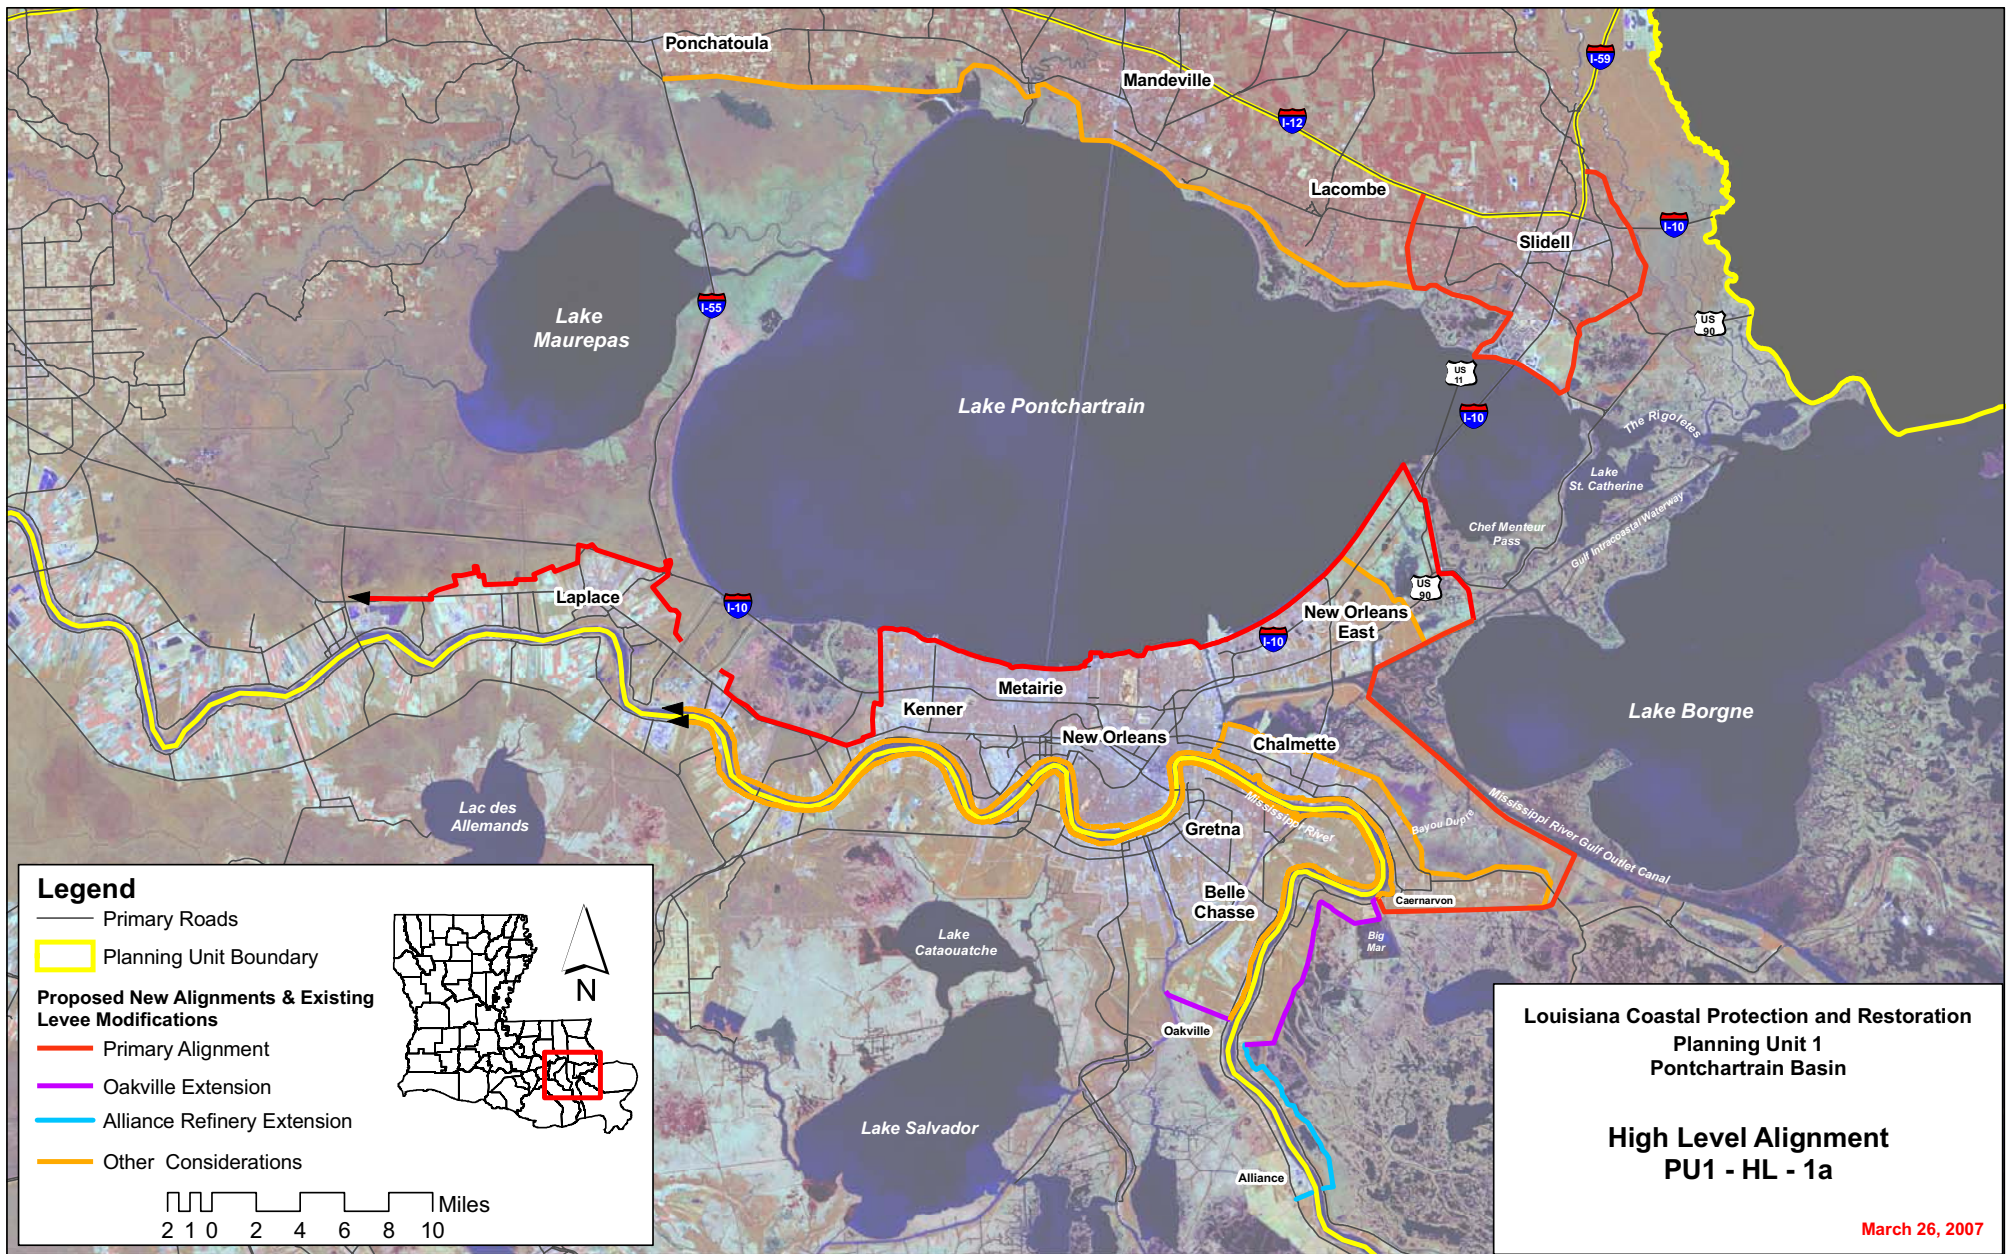 Ponchatoula
Mandeville
I-59
I-12
Lacombe
I-10
Slidell
I-55
Lake
Maurepas
US
90
US
11
Lake Pontchartrain
I-10
The Rigoletes
Lake
St. Catherine
Gulf Intracoastal Waterway
Chef Menteur
Pass
US
90
Laplace
I-10
New Orleans
East
I-10
Metairie
Kenner
New Orleans
Chalmette
Lake Borgne
Lac des
Allemands
Mississippi River
Gretna
Bayou Dupre
Mississippi River Gulf Outlet Canal
Belle
Chasse
Caernarvon
Big
Mar
Lake
Cataouatche
Oakville
Lake Salvador
Alliance
Legend
Primary Roads
Planning Unit Boundary
Proposed New Alignments & Existing
Levee Modifications
Primary Alignment
Oakville Extension
Alliance Refinery Extension
Other Considerations
N
Miles
2 1 0 2 4 6 8 10
Louisiana Coastal Protection and Restoration
Planning Unit 1
Pontchartrain Basin
High Level Alignment
PU1 - HL - 1a
March 26, 2007